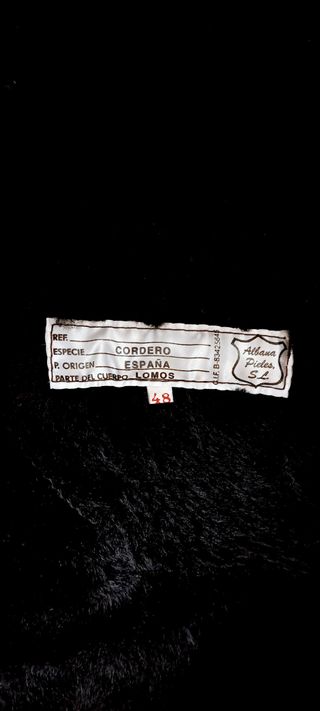 REF.
ESPECIE CORDERO
P. ORIGEN ESPAÑA
PARTE DEL CUERPO LOMOS
Albana
Pieles,
S.L.
48